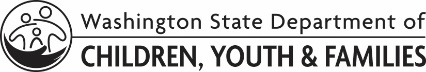 Washington State Department of
CHILDREN, YOUTH & FAMILIES